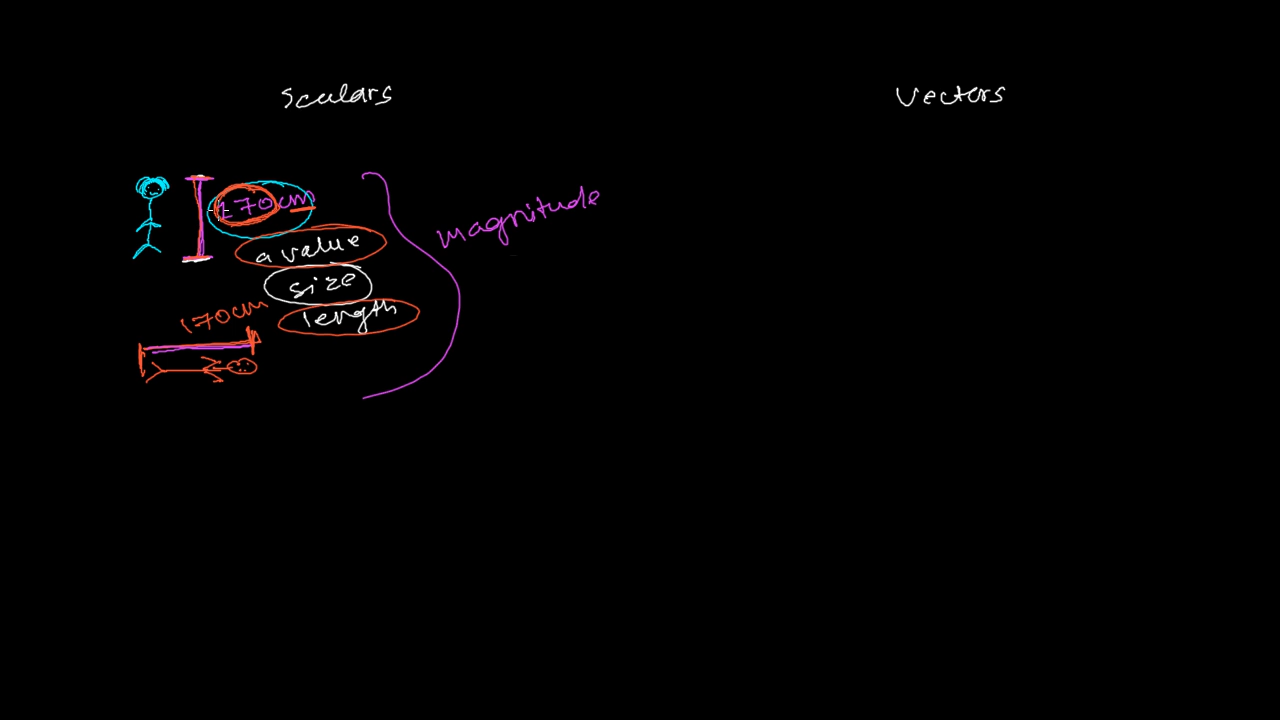 Scalars
Vectors
170cm
magnitude
a value
size
length
170cm